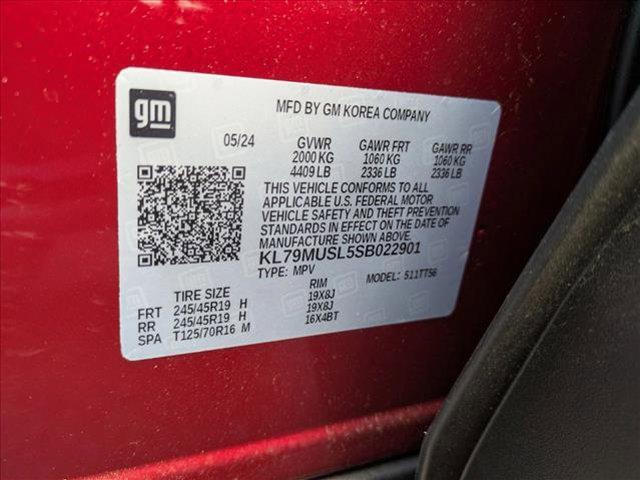 gm
MFD BY GM KOREA COMPANY
05/24 GVWR GAWR FRT GAWR RR
2000 KG 1060 KG 1060 KG
4409 LB 2336 LB 2336 LB
THIS VEHICLE CONFORMS TO ALL
APPLICABLE U.S. FEDERAL MOTOR
VEHICLE SAFETY AND THEFT PREVENTION
STANDARDS IN EFFECT ON THE DATE OF
MANUFACTURE SHOWN ABOVE.
KL79MUSL5SB022901
TYPE: MPV MODEL: 511TT56
TIRE SIZE RIM
FRT 245/45R19 H 19X8J
RR 245/45R19 H 19X8J
SPA T125/70R16 M 16X4BT